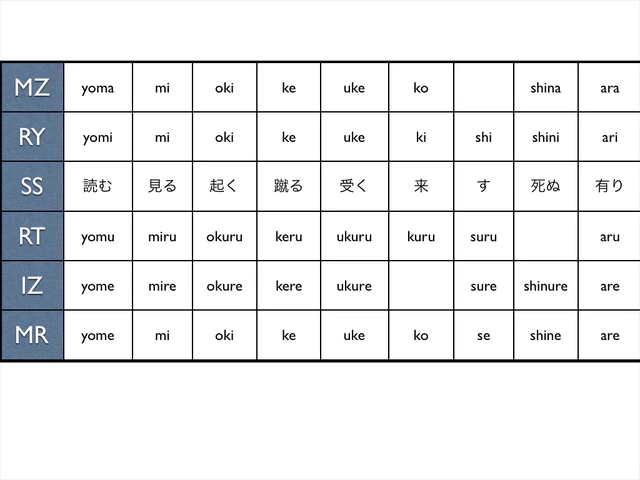 MZ yoma mi oki ke uke ko shina ara
RY yomi mi oki ke uke ki shi shini ari
SS 読む 見る 起く 蹴る 受く 来 す 死ぬ 有り
RT yomu miru okuru keru ukuru kuru suru aru
IZ yome mire okure kere ukure sure shinure are
MR yome mi oki ke uke ko se shine are